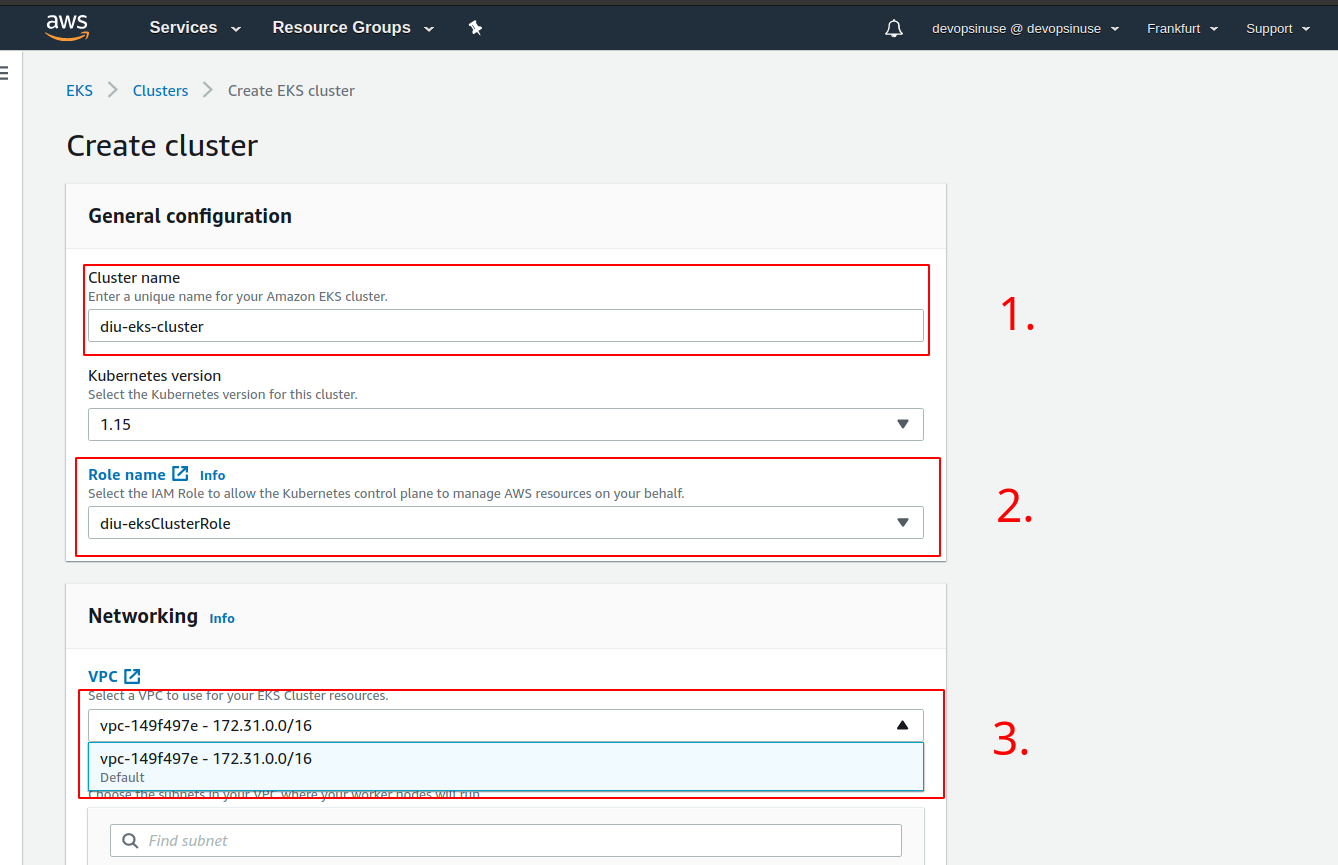 aws Services Resource Groups devopsinuse @ devopsinuse Frankfurt Support
EKS Clusters Create EKS cluster
Create cluster
General configuration
Cluster name
Enter a unique name for your Amazon EKS cluster.
diu-eks-cluster
1.
Kubernetes version
Select the Kubernetes version for this cluster.
1.15
Role name Info
Select the IAM Role to allow the Kubernetes control plane to manage AWS resources on your behalf.
diu-eksClusterRole
2.
Networking Info
VPC
Select a VPC to use for your EKS Cluster resources.
vpc-149f497e - 172.31.0.0/16
3.
vpc-149f497e - 172.31.0.0/16
Default
Choose the subnets in your VPC where your worker nodes will run.
Find subnet